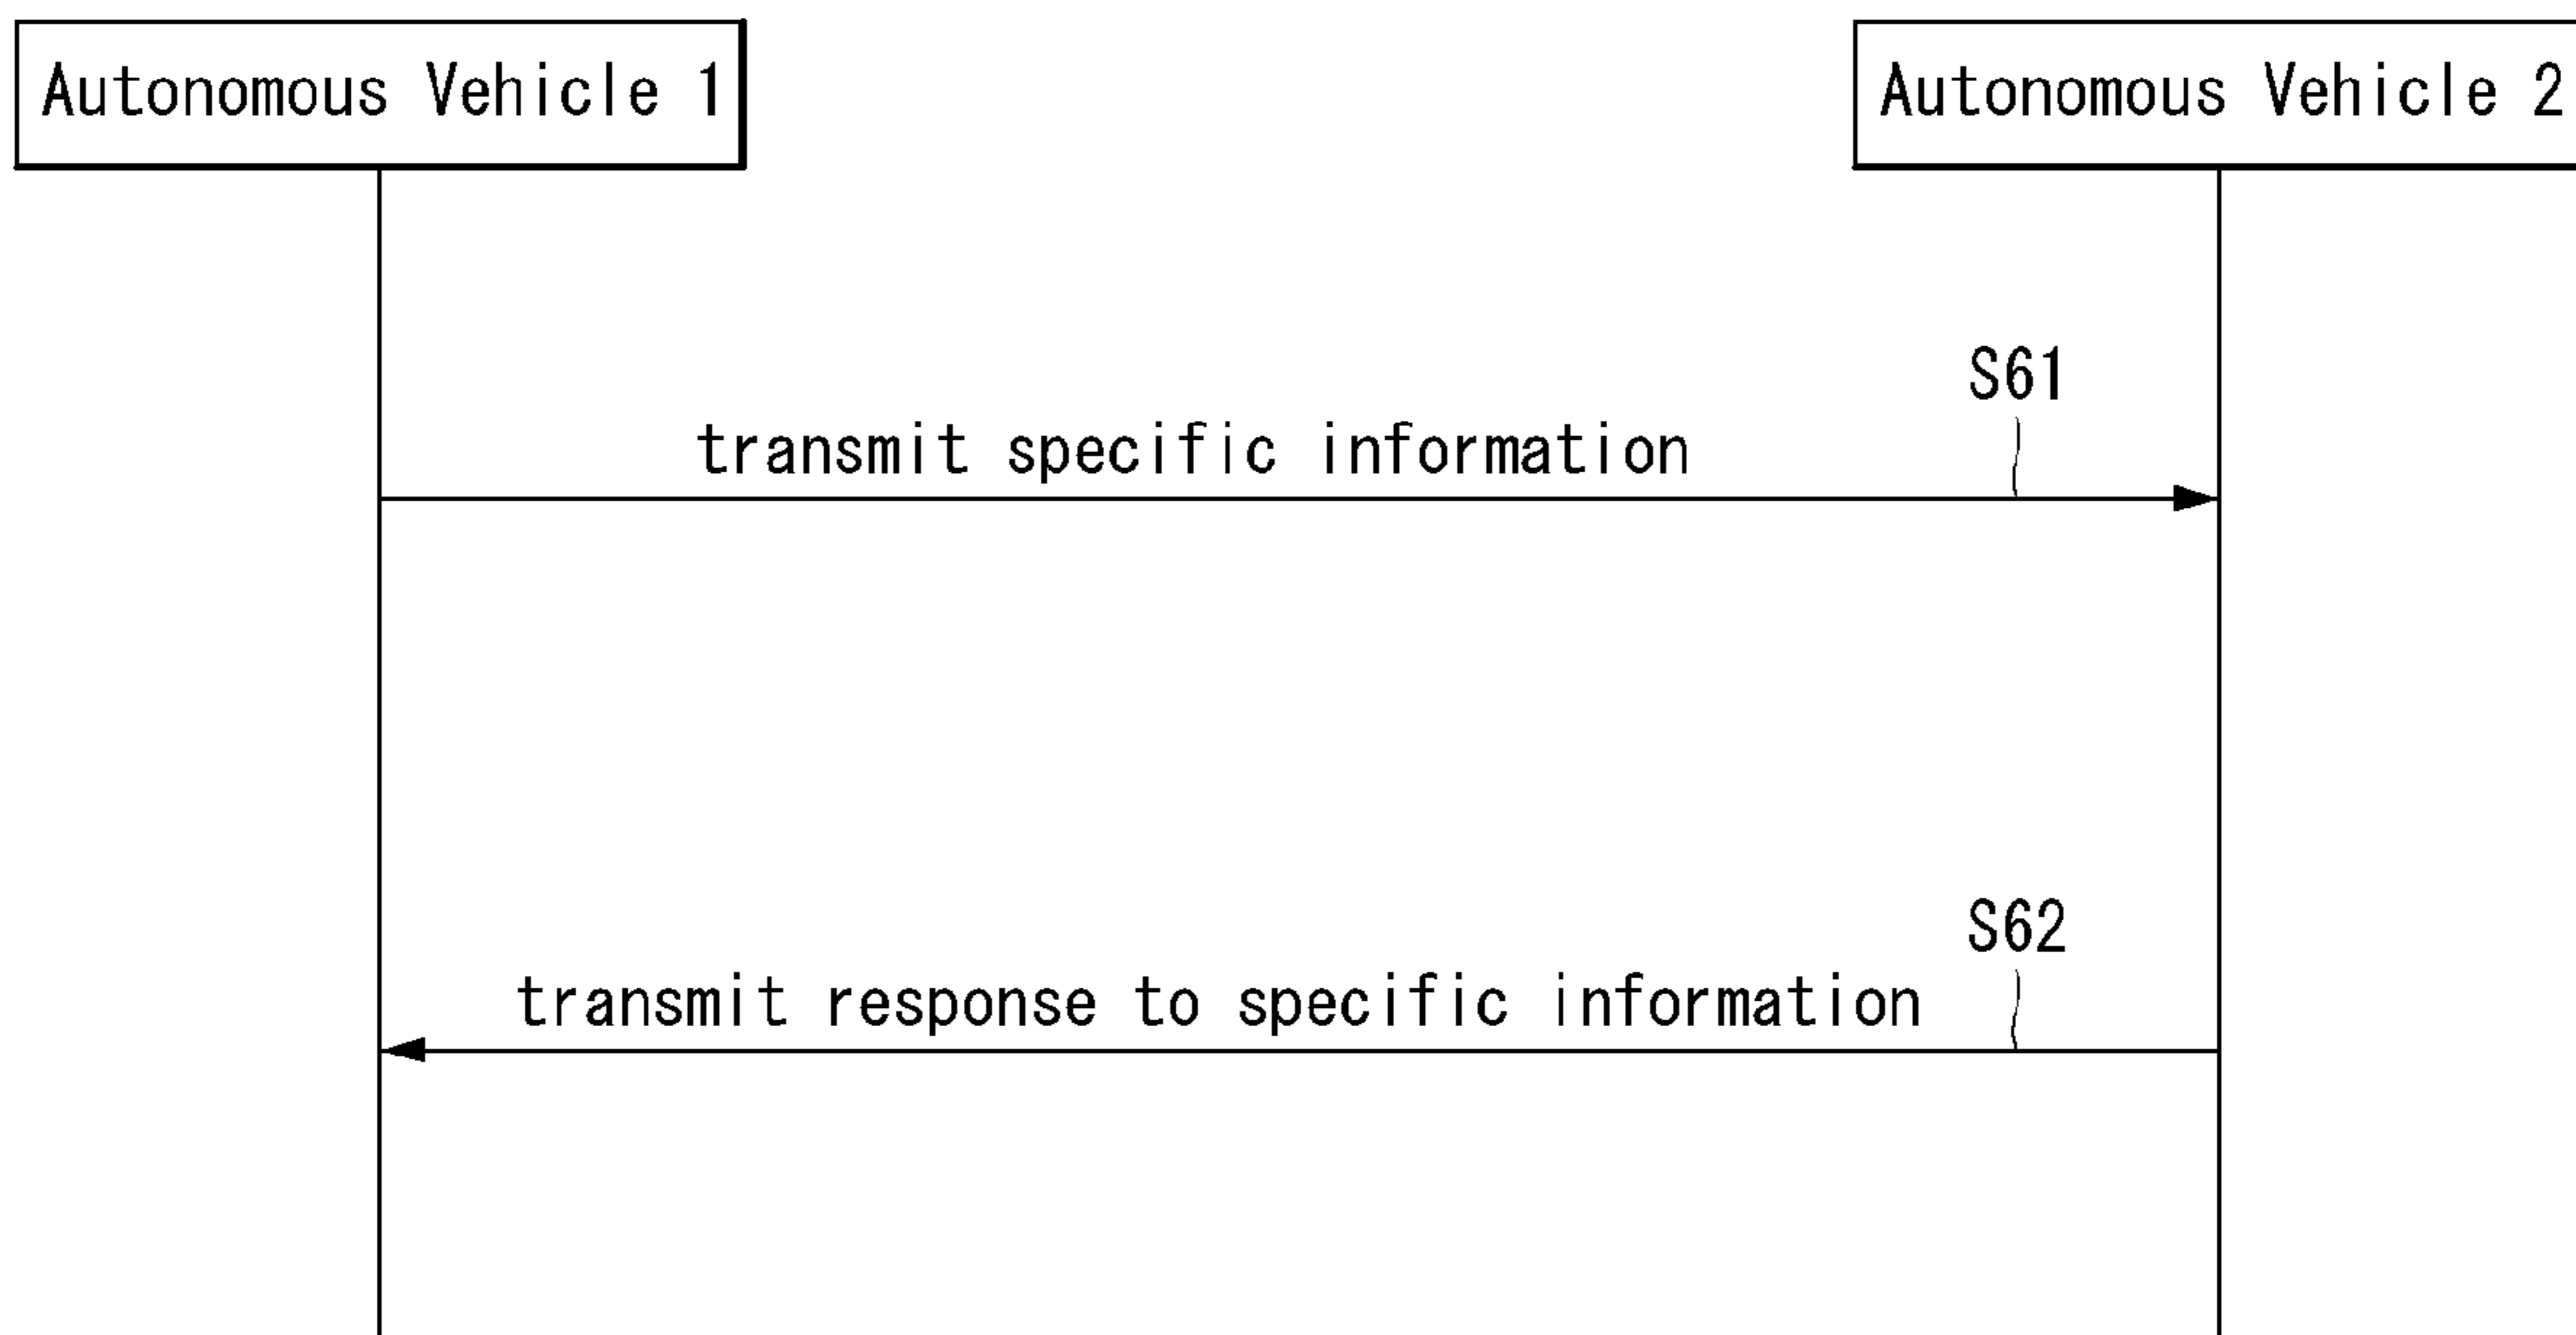 Autonomous Vehicle 1
Autonomous Vehicle 2
S61
transmit specific information
S62
transmit response to specific information